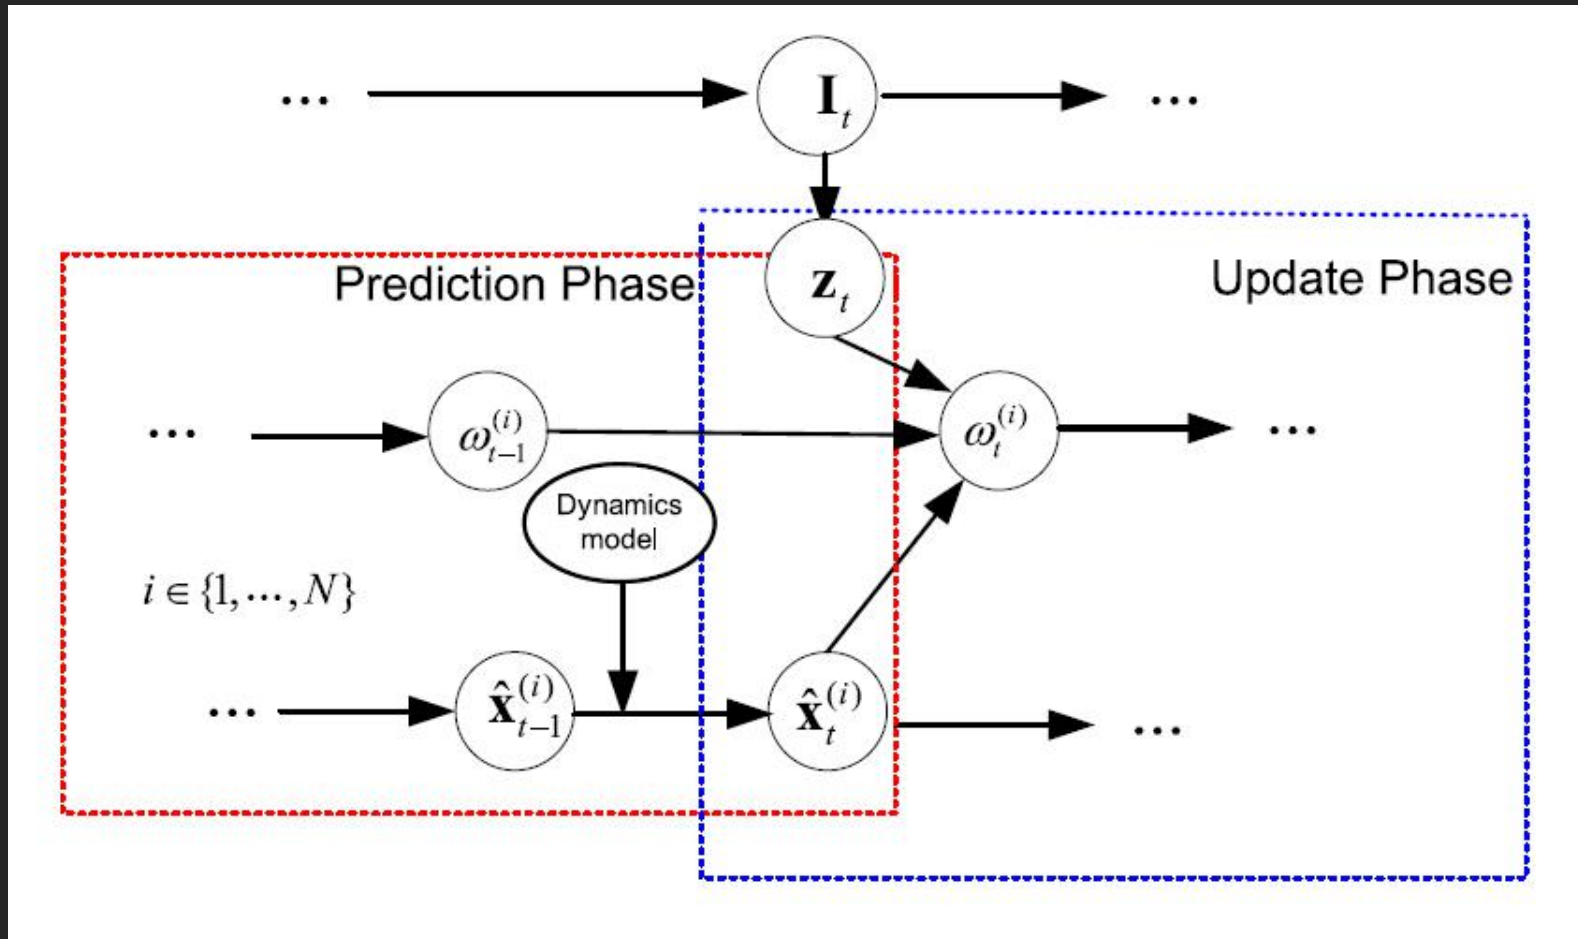 ... I_t ...
z_t
Prediction Phase
Update Phase
... ω_{t−1}^{(i)} ω_t^{(i)} ...
Dynamics
model
i ∈ {1,...,N}
... x̂_{t−1}^{(i)} x̂_t^{(i)} ...